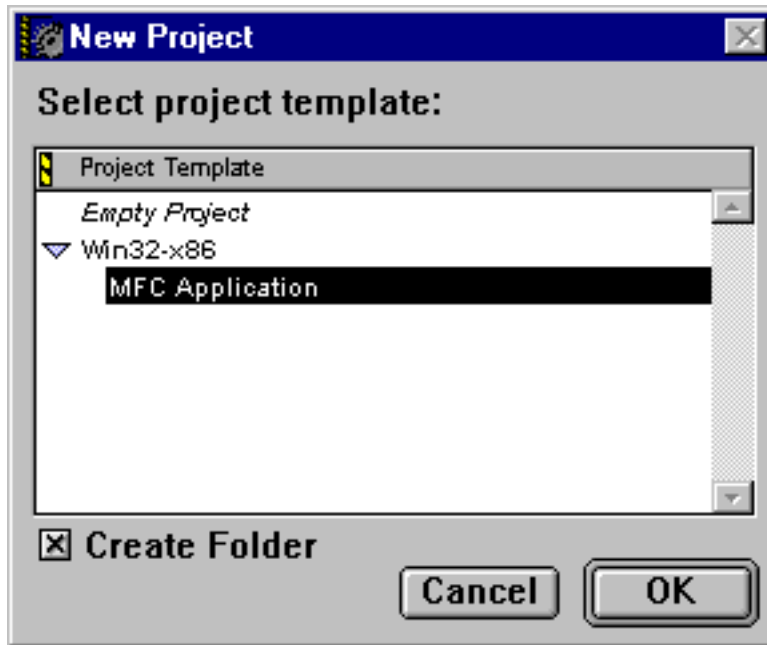 New Project
Select project template:
Project Template
Empty Project
Win32-x86
MFC Application
Create Folder
Cancel OK